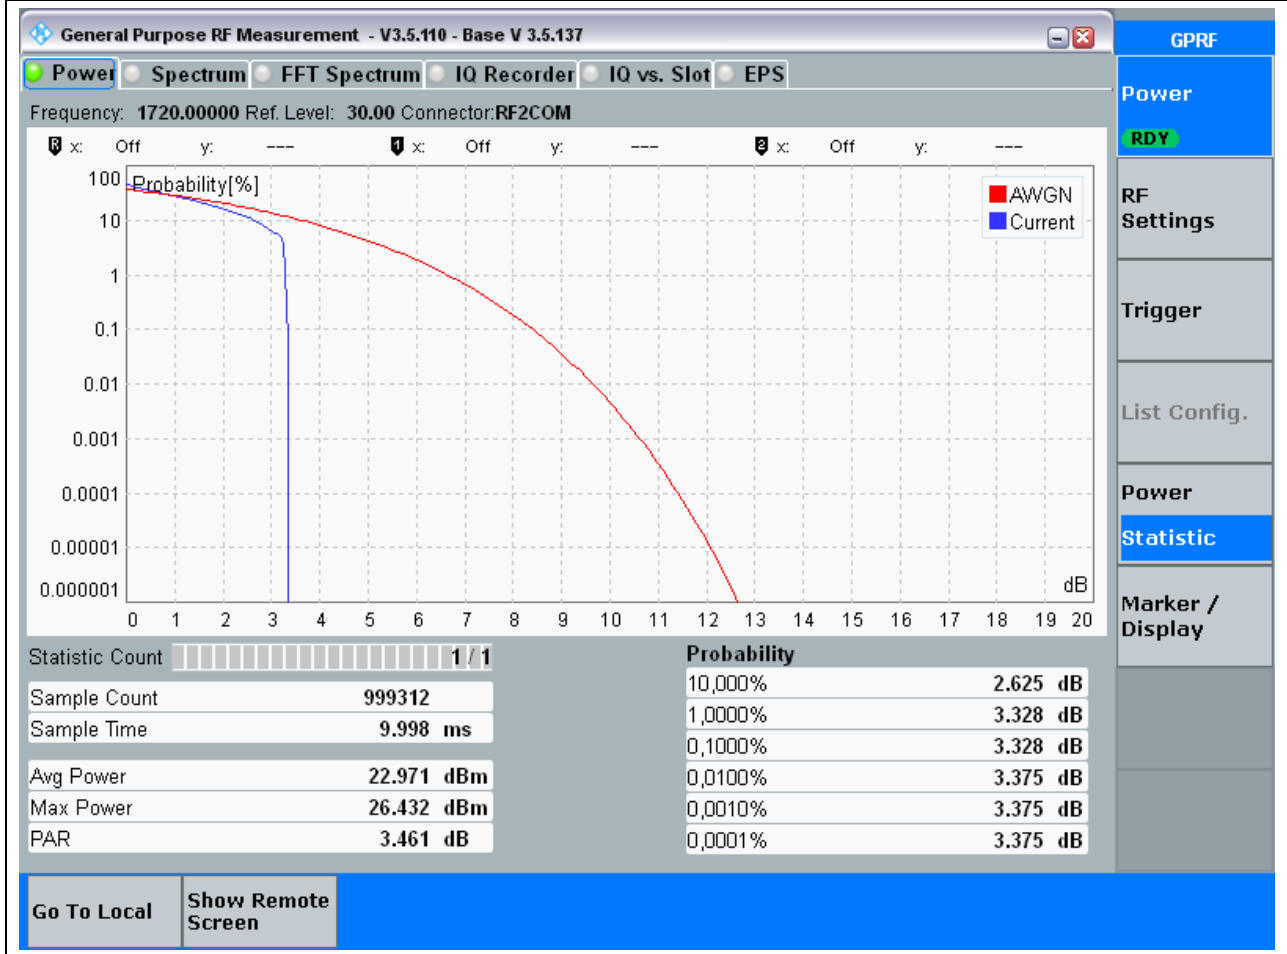 General Purpose RF Measurement - V3.5.110 - Base V 3.5.137
GPRF
Power Spectrum FFT Spectrum IQ Recorder IQ vs. Slot EPS
Frequency: 1720.00000 Ref. Level: 30.00 Connector:RF2COM
R x: Off y: --- 1 x: Off y: --- 2 x: Off y: ---
Probability[%]
AWGN
Current
100
10
1
0.1
0.01
0.001
0.0001
0.00001
0.000001
dB
0 1 2 3 4 5 6 7 8 9 10 11 12 13 14 15 16 17 18 19 20
Statistic Count 1 / 1
Sample Count 999312
Sample Time 9.998 ms
Avg Power 22.971 dBm
Max Power 26.432 dBm
PAR 3.461 dB
Probability
10,000% 2.625 dB
1,0000% 3.328 dB
0,1000% 3.328 dB
0,0100% 3.375 dB
0,0010% 3.375 dB
0,0001% 3.375 dB
Power
RDY
RF
Settings
Trigger
List Config.
Power
Statistic
Marker /
Display
Go To Local
Show Remote
Screen